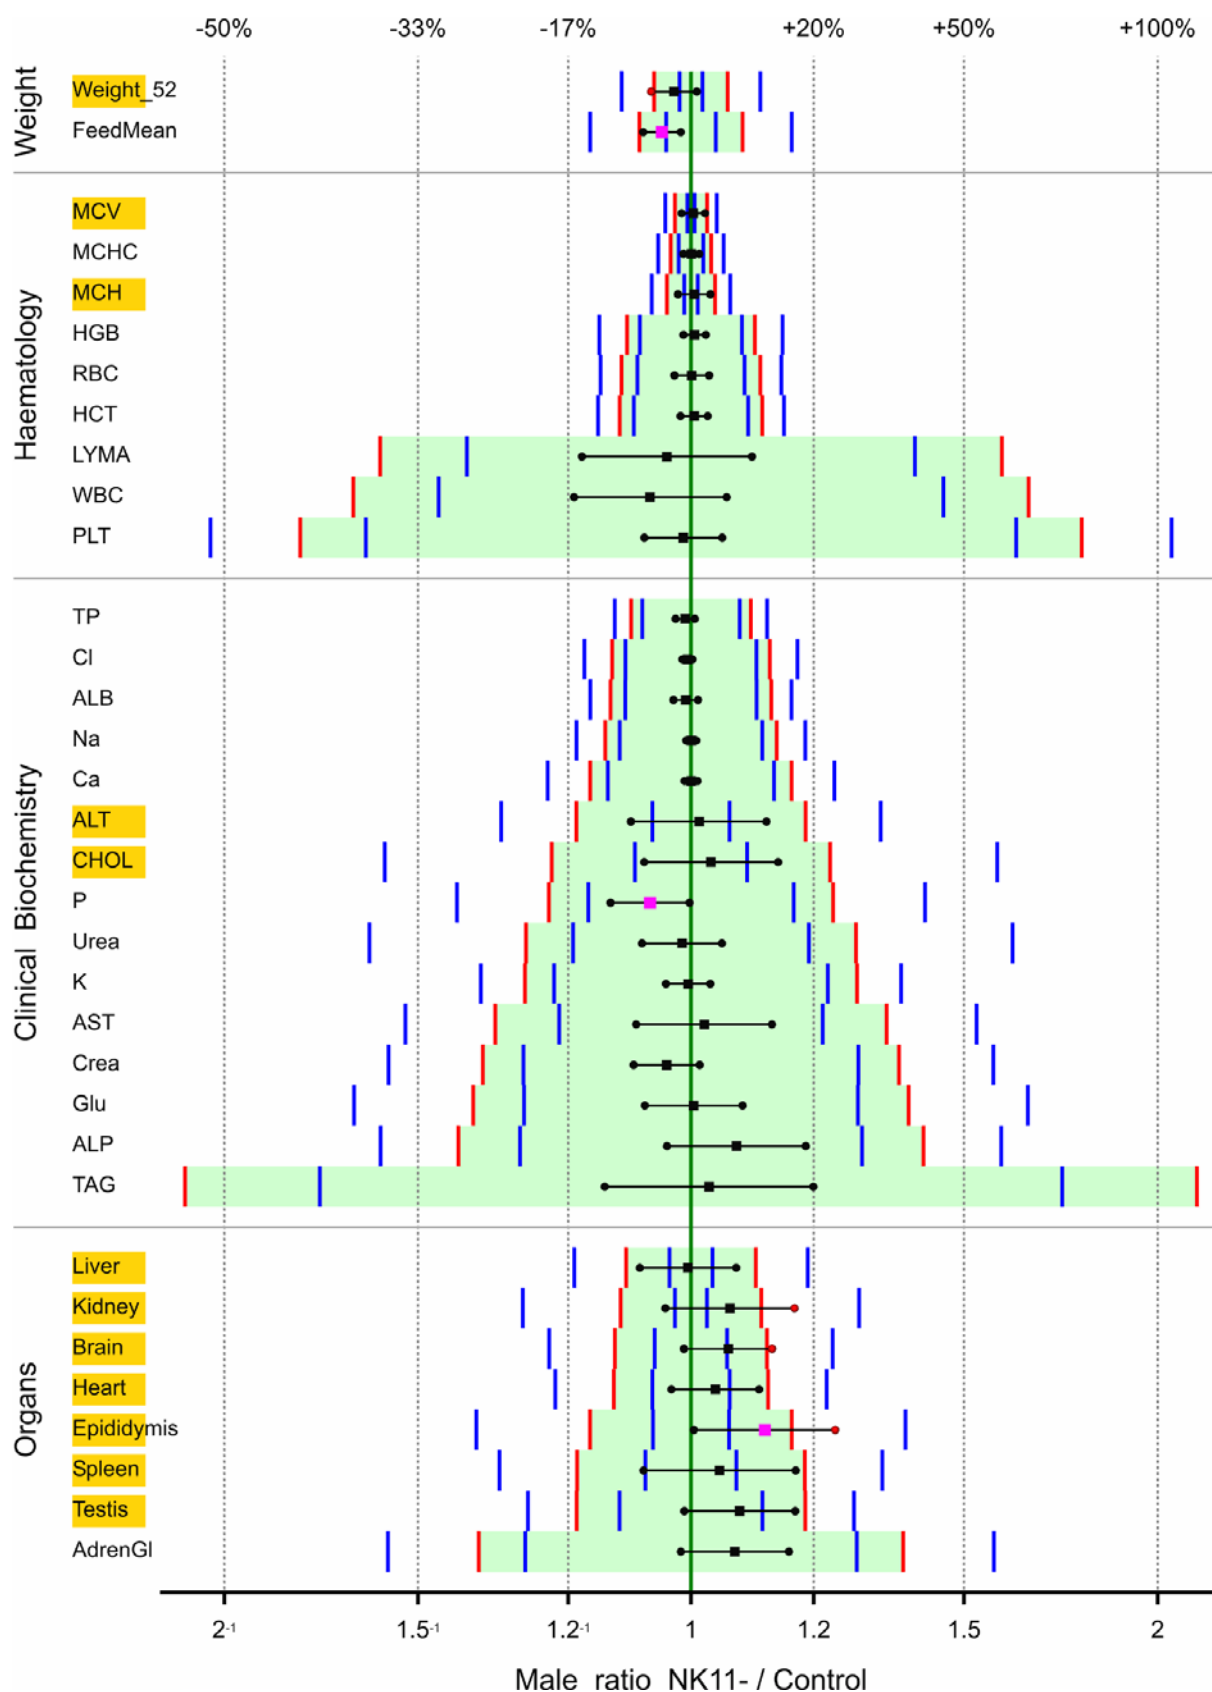 -50% -33% -17% +20% +50% +100%
Weight
Weight_52
FeedMean
Haematology
MCV
MCHC
MCH
HGB
RBC
HCT
LYMA
WBC
PLT
Clinical Biochemistry
TP
Cl
ALB
Na
Ca
ALT
CHOL
P
Urea
K
AST
Crea
Glu
ALP
TAG
Organs
Liver
Kidney
Brain
Heart
Epididymis
Spleen
Testis
AdrenGl
2⁻¹ 1.5⁻¹ 1.2⁻¹ 1 1.2 1.5 2
Male ratio NK11- / Control